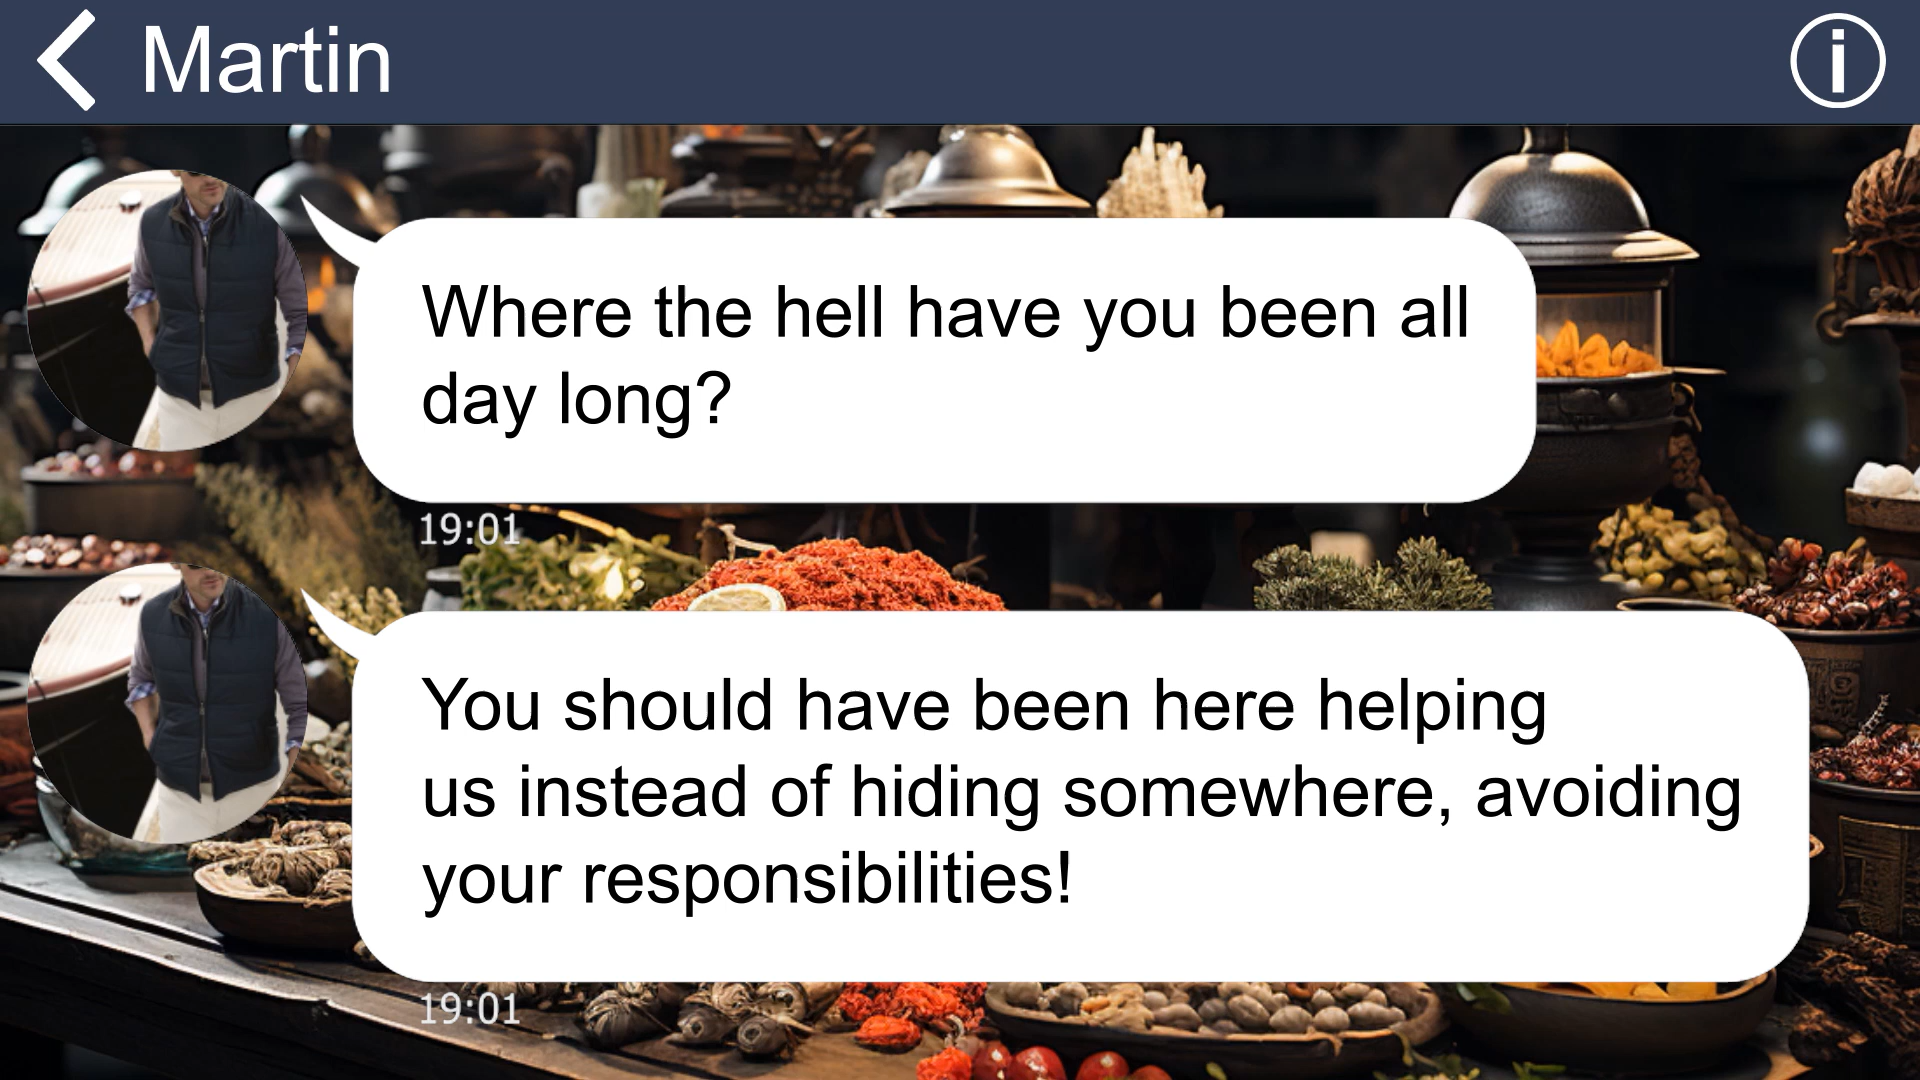 Martin
Where the hell have you been all
day long?
19:01
You should have been here helping
us instead of hiding somewhere, avoiding
your responsibilities!
19:01